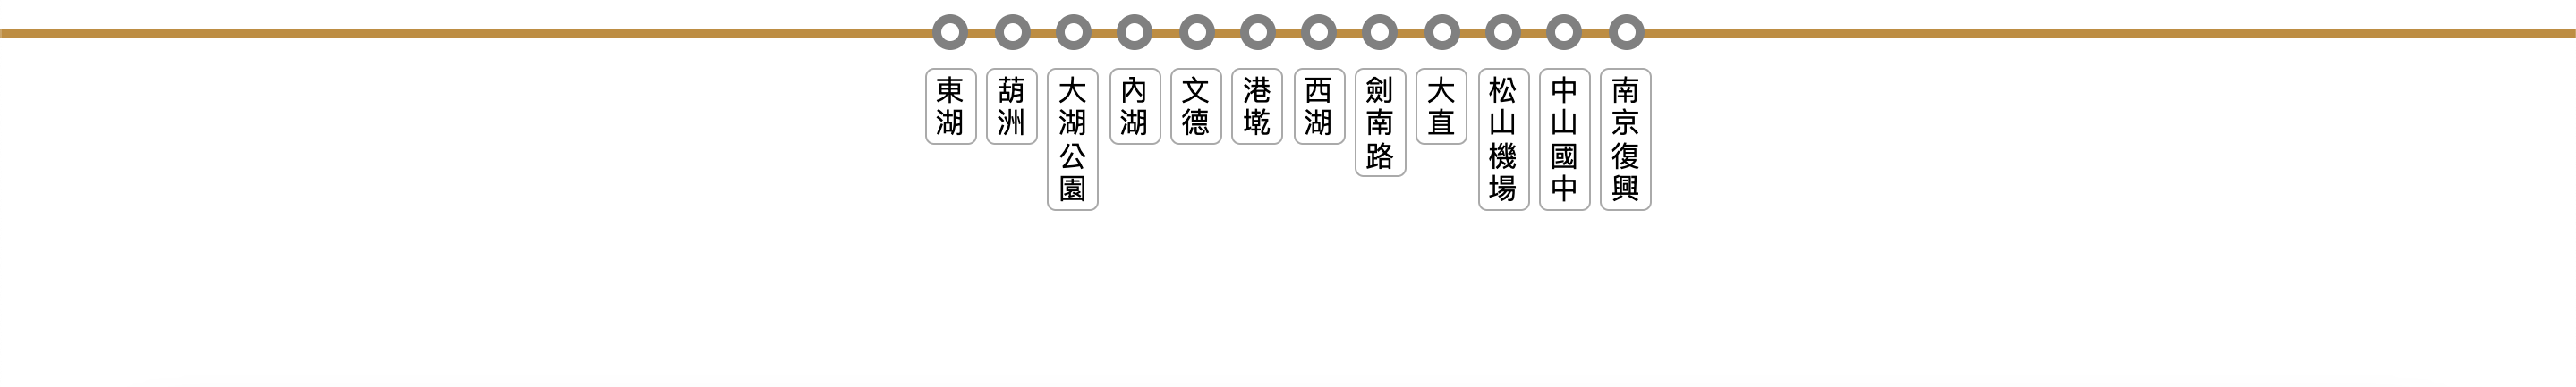 東湖
葫洲
大湖公園
內湖
文德
港墘
西湖
劍南路
大直
松山機場
中山國中
南京復興